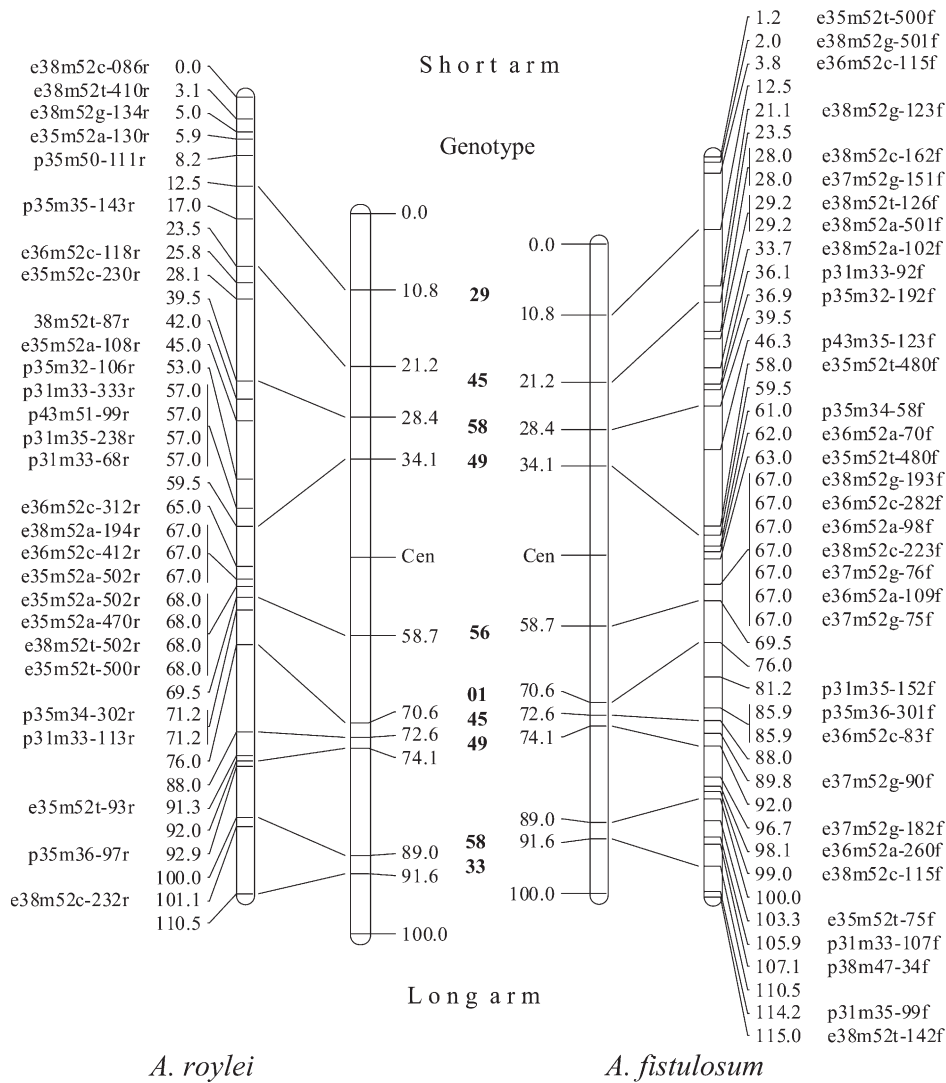 Short arm
Genotype
e38m52c-086r 0.0
e38m52t-410r 3.1
e38m52g-134r 5.0
e35m52a-130r 5.9
p35m50-111r 8.2
12.5
p35m35-143r 17.0
23.5
e36m52c-118r 25.8
e35m52c-230r 28.1
39.5
38m52t-87r 42.0
e35m52a-108r 45.0
p35m32-106r 53.0
p31m33-333r 57.0
p43m51-99r 57.0
p31m35-238r 57.0
p31m33-68r 57.0
59.5
e36m52c-312r 65.0
e38m52a-194r 67.0
e36m52c-412r 67.0
e35m52a-502r 67.0
e35m52a-502r 68.0
e35m52a-470r 68.0
e38m52t-502r 68.0
e35m52t-500r 68.0
69.5
p35m34-302r 71.2
p31m33-113r 71.2
76.0
88.0
e35m52t-93r 91.3
92.0
p35m36-97r 92.9
100.0
e38m52c-232r 101.1
110.5
0.0
10.8
21.2
28.4
34.1
Cen
58.7
70.6
72.6
74.1
89.0
91.6
100.0
29
45
58
49
56
01
45
49
58
33
0.0
10.8
21.2
28.4
34.1
Cen
58.7
70.6
72.6
74.1
89.0
91.6
100.0
1.2 e35m52t-500f
2.0 e38m52g-501f
3.8 e36m52c-115f
12.5
21.1 e38m52g-123f
23.5
28.0 e38m52c-162f
28.0 e37m52g-151f
29.2 e38m52t-126f
29.2 e38m52a-501f
33.7 e38m52a-102f
36.1 p31m33-92f
36.9 p35m32-192f
39.5
46.3 p43m35-123f
58.0 e35m52t-480f
59.5
61.0 p35m34-58f
62.0 e36m52a-70f
63.0 e35m52t-480f
67.0 e38m52g-193f
67.0 e36m52c-282f
67.0 e36m52a-98f
67.0 e38m52c-223f
67.0 e37m52g-76f
67.0 e36m52a-109f
67.0 e37m52g-75f
69.5
76.0
81.2 p31m35-152f
85.9 p35m36-301f
85.9 e36m52c-83f
88.0
89.8 e37m52g-90f
92.0
96.7 e37m52g-182f
98.1 e36m52a-260f
99.0 e38m52c-115f
100.0
103.3 e35m52t-75f
105.9 p31m33-107f
107.1 p38m47-34f
110.5
114.2 p31m35-99f
115.0 e38m52t-142f
Long arm
A. roylei
A. fistulosum